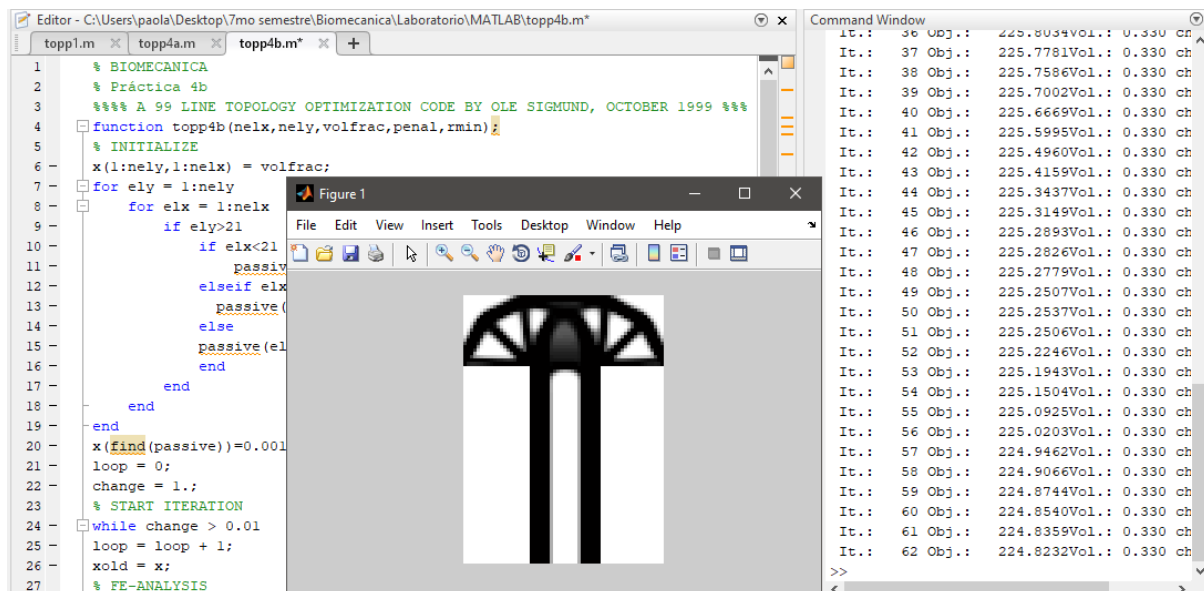 Editor - C:\Users\paola\Desktop\7mo semestre\Biomecanica\Laboratorio\MATLAB\topp4b.m*
topp1.m topp4a.m topp4b.m* +
1 % BIOMECANICA
2 % Práctica 4b
3 %%%% A 99 LINE TOPOLOGY OPTIMIZATION CODE BY OLE SIGMUND, OCTOBER 1999 %%%
4 function topp4b(nelx,nely,volfrac,penal,rmin);
5 % INITIALIZE
6 - x(1:nely,1:nelx) = volfrac;
7 - for ely = 1:nely
8 - for elx = 1:nelx
9 - if ely>21
10 - if elx<21
11 - passiv
12 - elseif elx
13 - passive(
14 - else
15 - passive(el
16 - end
17 - end
18 - end
19 - end
20 - x(find(passive))=0.001
21 - loop = 0;
22 - change = 1.;
23 % START ITERATION
24 - while change > 0.01
25 - loop = loop + 1;
26 - xold = x;
27 % FE-ANALYSIS
Figure 1
File Edit View Insert Tools Desktop Window Help
Command Window
It.: 36 Obj.: 225.8034Vol.: 0.330 ch
It.: 37 Obj.: 225.7781Vol.: 0.330 ch
It.: 38 Obj.: 225.7586Vol.: 0.330 ch
It.: 39 Obj.: 225.7002Vol.: 0.330 ch
It.: 40 Obj.: 225.6669Vol.: 0.330 ch
It.: 41 Obj.: 225.5995Vol.: 0.330 ch
It.: 42 Obj.: 225.4960Vol.: 0.330 ch
It.: 43 Obj.: 225.4159Vol.: 0.330 ch
It.: 44 Obj.: 225.3437Vol.: 0.330 ch
It.: 45 Obj.: 225.3149Vol.: 0.330 ch
It.: 46 Obj.: 225.2893Vol.: 0.330 ch
It.: 47 Obj.: 225.2826Vol.: 0.330 ch
It.: 48 Obj.: 225.2779Vol.: 0.330 ch
It.: 49 Obj.: 225.2507Vol.: 0.330 ch
It.: 50 Obj.: 225.2537Vol.: 0.330 ch
It.: 51 Obj.: 225.2506Vol.: 0.330 ch
It.: 52 Obj.: 225.2246Vol.: 0.330 ch
It.: 53 Obj.: 225.1943Vol.: 0.330 ch
It.: 54 Obj.: 225.1504Vol.: 0.330 ch
It.: 55 Obj.: 225.0925Vol.: 0.330 ch
It.: 56 Obj.: 225.0203Vol.: 0.330 ch
It.: 57 Obj.: 224.9462Vol.: 0.330 ch
It.: 58 Obj.: 224.9066Vol.: 0.330 ch
It.: 59 Obj.: 224.8744Vol.: 0.330 ch
It.: 60 Obj.: 224.8540Vol.: 0.330 ch
It.: 61 Obj.: 224.8359Vol.: 0.330 ch
It.: 62 Obj.: 224.8232Vol.: 0.330 ch
>>